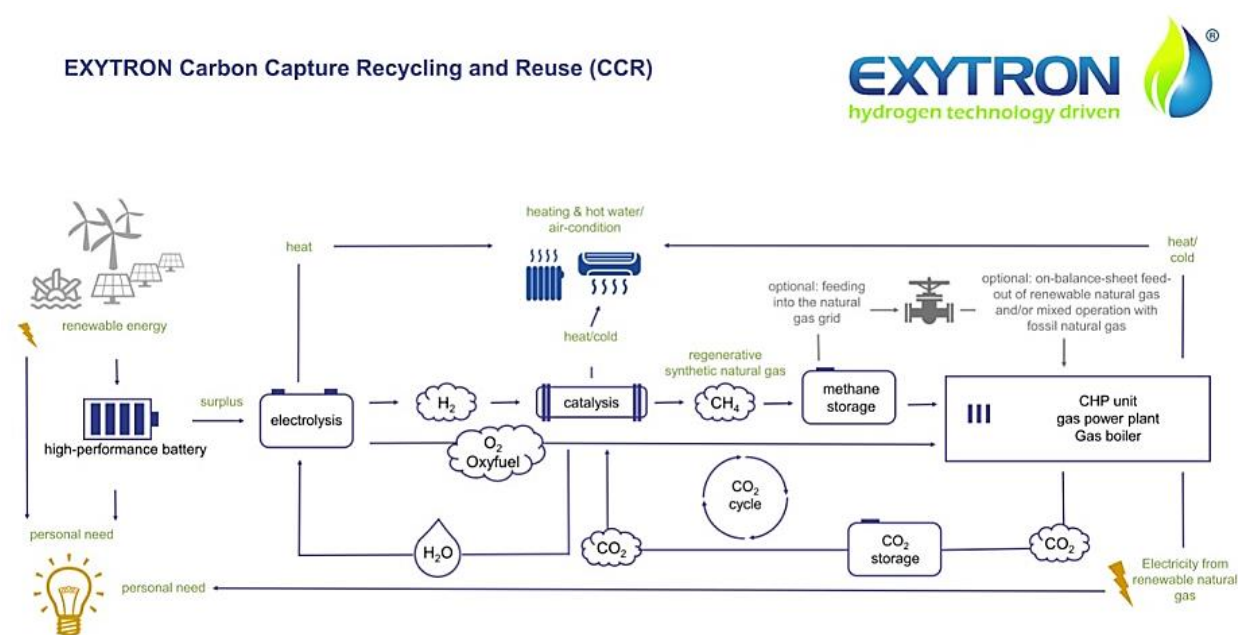 EXYTRON Carbon Capture Recycling and Reuse (CCR)
EXYTRON
®
hydrogen technology driven
heating & hot water/
air-condition
heat
heat/
cold
renewable energy
optional: feeding
into the natural
gas grid
optional: on-balance-sheet feed-
out of renewable natural gas
and/or mixed operation with
fossil natural gas
heat/cold
regenerative
synthetic natural gas
surplus
high-performance battery
electrolysis
H₂
catalysis
CH₄
methane
storage
CHP unit
gas power plant
Gas boiler
O₂
Oxyfuel
CO₂
cycle
personal need
H₂O
CO₂
CO₂
storage
CO₂
personal need
Electricity from
renewable natural
gas